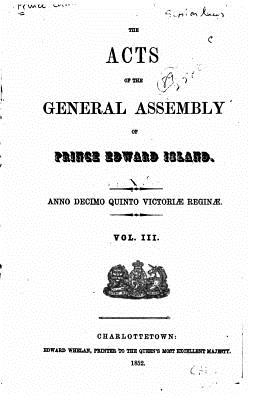 THE
ACTS
OF THE
GENERAL ASSEMBLY
OF
PRINCE EDWARD ISLAND.
ANNO DECIMO QUINTO VICTORIÆ REGINÆ.
VOL. III.
CHARLOTTETOWN:
EDWARD WHELAN, PRINTER TO THE QUEEN'S MOST EXCELLENT MAJESTY.
1852.